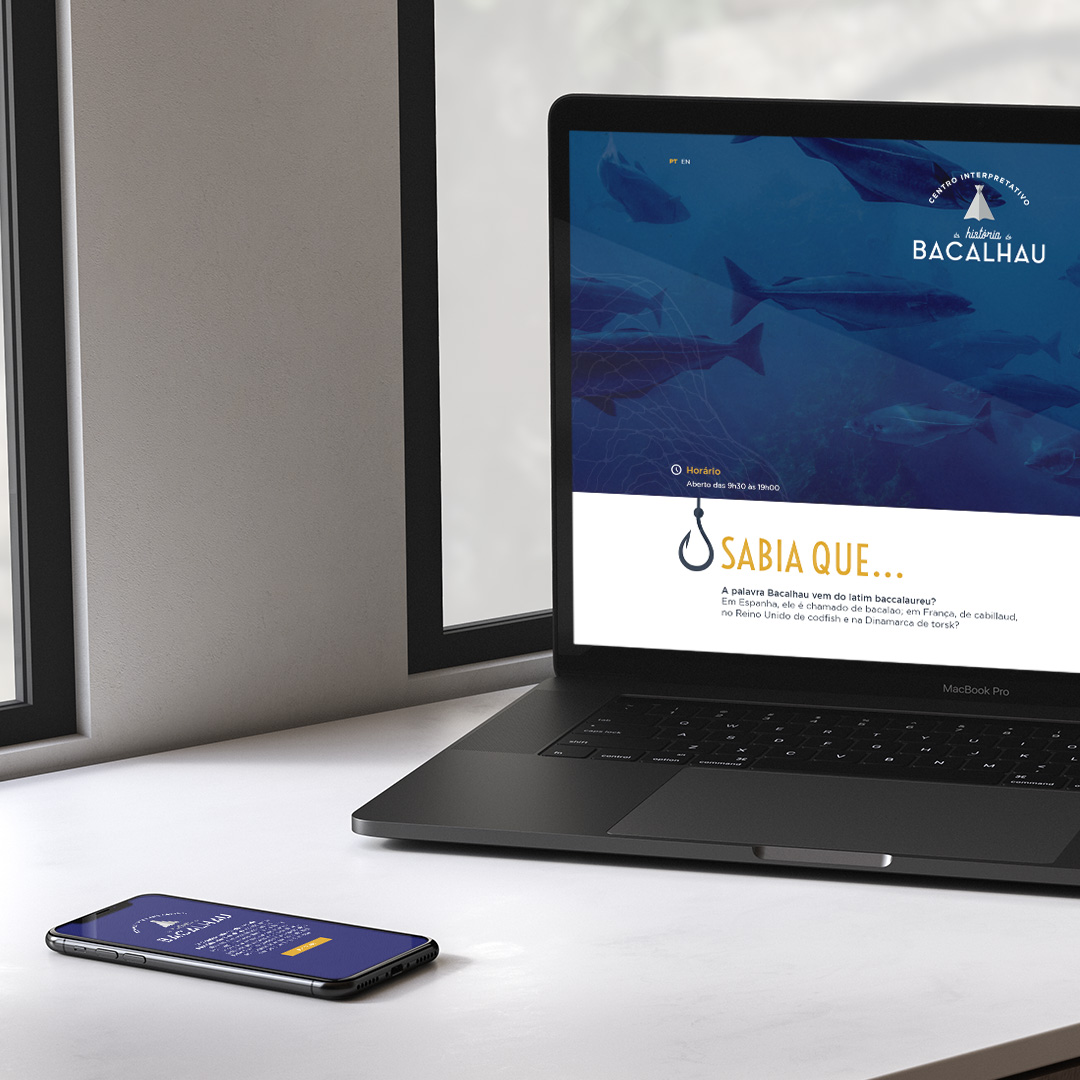 PT EN
CENTRO INTERPRETATIVO
da história do
BACALHAU
Horário
Aberto das 9h30 às 19h00
SABIA QUE...
A palavra Bacalhau vem do latim baccalaureu?
Em Espanha, ele é chamado de bacalao; em França, de cabillaud,
no Reino Unido de codfish e na Dinamarca de torsk?
MacBook Pro
Q W E R T Y U I O
caps lock A S D F G H J K L
shift Z X C V B N M
fn control option command command
BACALHAU